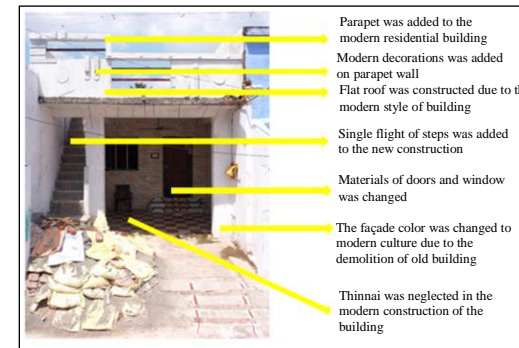 Parapet was added to the
modern residential building
Modern decorations was added
on parapet wall
Flat roof was constructed due to
modern style of building
Single flight of steps was added
to the new construction
Materials of doors and window
was changed
The façade color was changed to
modern culture due to the
demolition of old building
Thinnai was neglected in the
modern construction of the
building